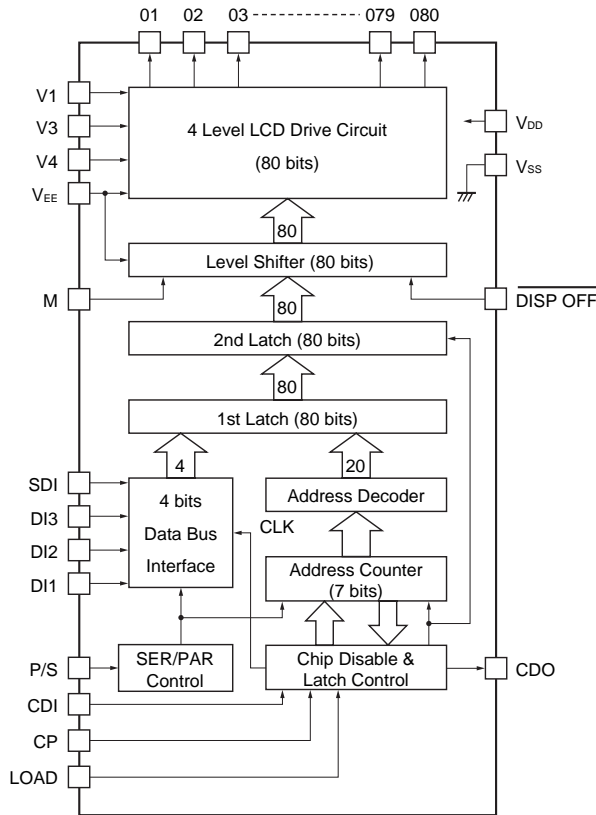 01 02 03 079 080
V1
V3
V4
VEE
4 Level LCD Drive Circuit
(80 bits)
VDD
VSS
80
Level Shifter (80 bits)
M
DISP OFF
80
2nd Latch (80 bits)
80
1st Latch (80 bits)
4
20
SDI
DI3
DI2
DI1
4 bits
Data Bus
Interface
CLK
Address Decoder
Address Counter
(7 bits)
P/S
SER/PAR
Control
Chip Disable &
Latch Control
CDO
CDI
CP
LOAD